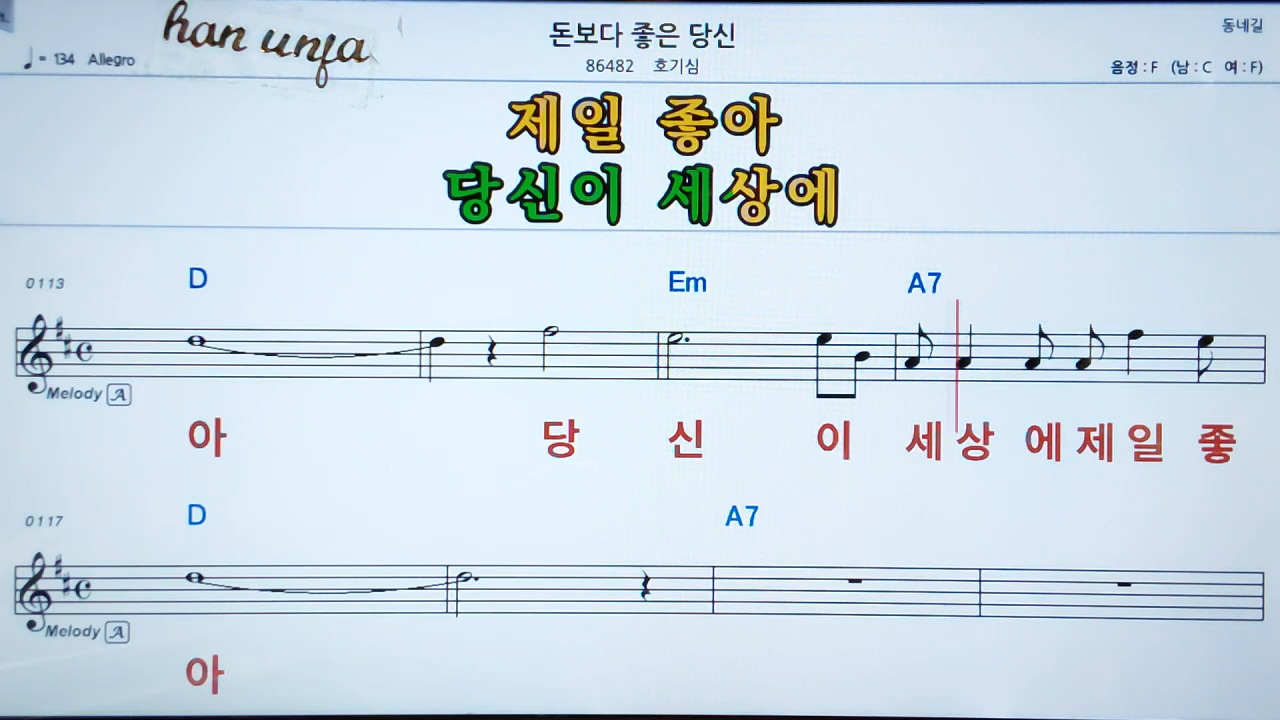 han unja
돈보다 좋은 당신
동네길
♩= 134 Allegro
86482 호기심
음정 : F (남 : C 여 : F)
제일 좋아
당신이 세상에
0113
D Em A7
Melody A
아 당 신 이 세 상 에 제 일 좋
0117
D A7
Melody A
아